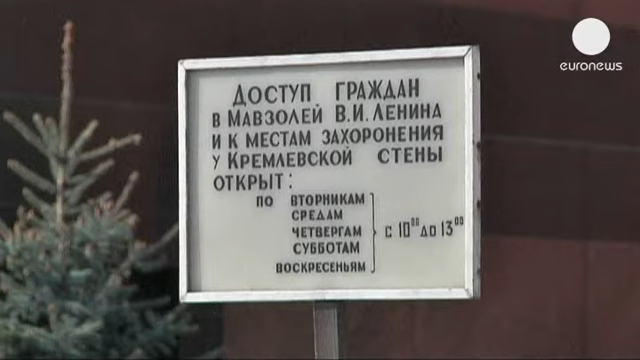 euronews
ДОСТУП ГРАЖДАН
В МАВЗОЛЕЙ В.И. ЛЕНИНА
И К МЕСТАМ ЗАХОРОНЕНИЯ
У КРЕМЛЕВСКОЙ СТЕНЫ
ОТКРЫТ:
ПО ВТОРНИКАМ
СРЕДАМ
ЧЕТВЕРГАМ С 10⁰⁰ ДО 13⁰⁰
СУББОТАМ
ВОСКРЕСЕНЬЯМ